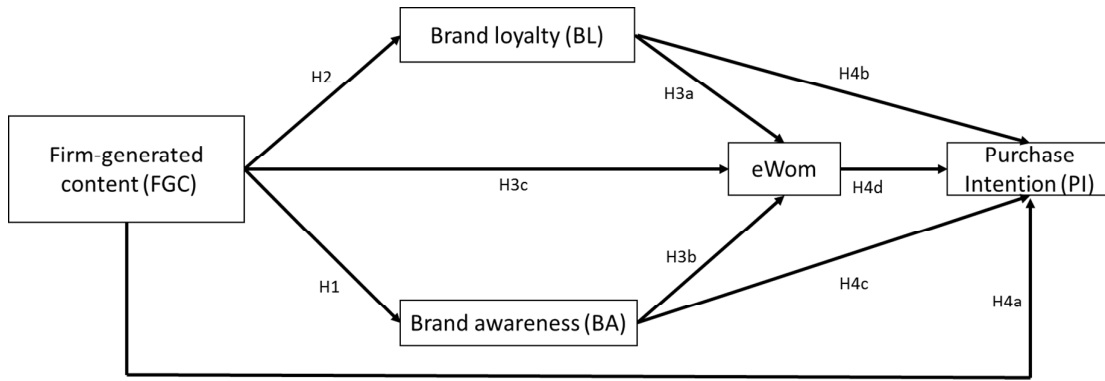 Brand loyalty (BL)
H2
H4b
H3a
Firm-generated
content (FGC)
H3c
eWom
H4d
Purchase
Intention (PI)
H3b
H1
H4c
H4a
Brand awareness (BA)